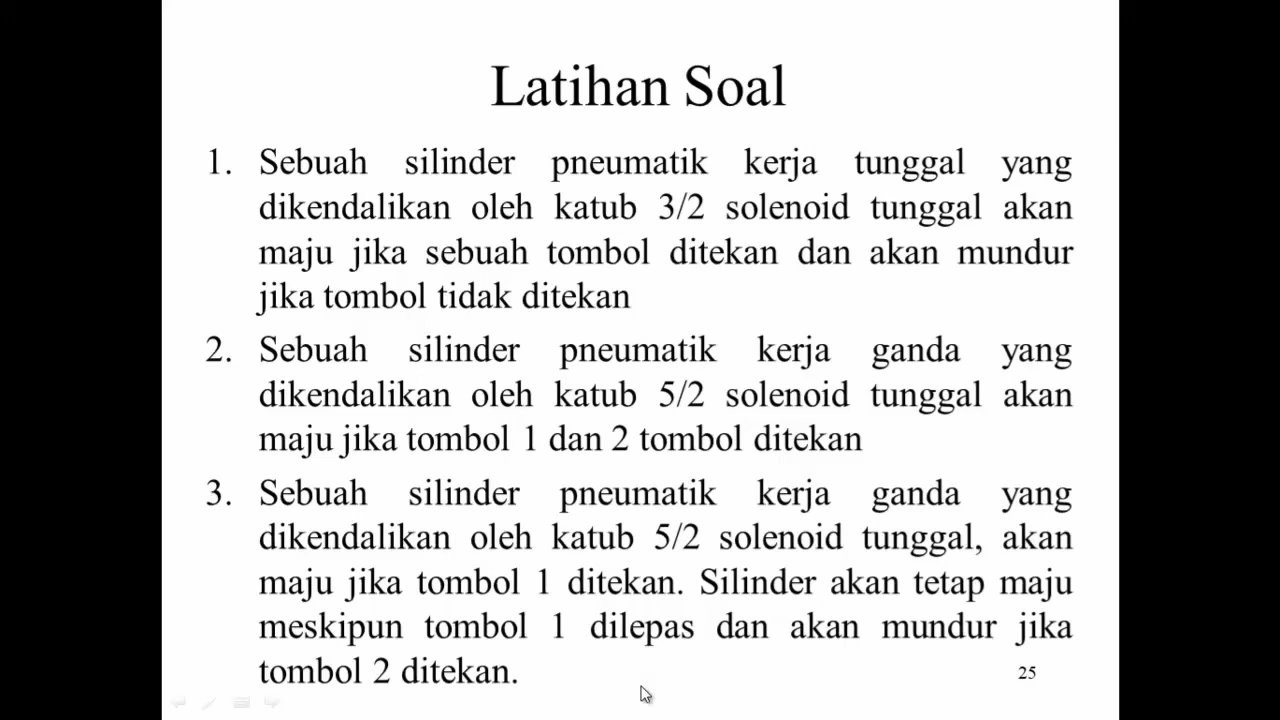 Latihan Soal
1. Sebuah silinder pneumatik kerja tunggal yang
dikendalikan oleh katub 3/2 solenoid tunggal akan
maju jika sebuah tombol ditekan dan akan mundur
jika tombol tidak ditekan
2. Sebuah silinder pneumatik kerja ganda yang
dikendalikan oleh katub 5/2 solenoid tunggal akan
maju jika tombol 1 dan 2 tombol ditekan
3. Sebuah silinder pneumatik kerja ganda yang
dikendalikan oleh katub 5/2 solenoid tunggal, akan
maju jika tombol 1 ditekan. Silinder akan tetap maju
meskipun tombol 1 dilepas dan akan mundur jika
tombol 2 ditekan.
25